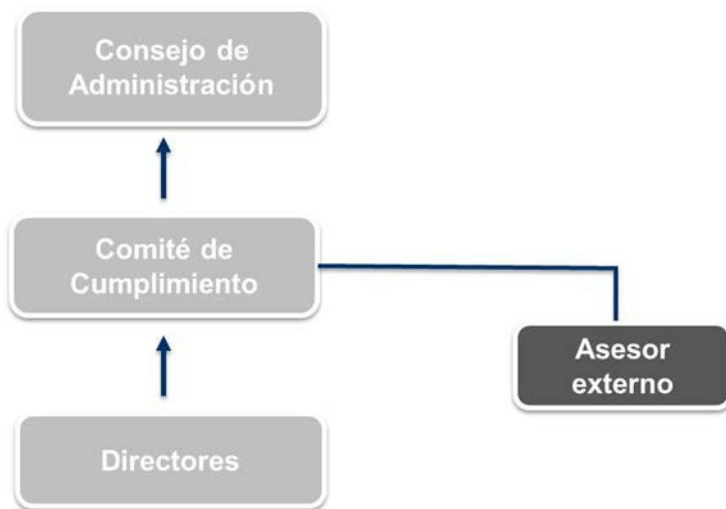 Consejo de
Administración
Comité de
Cumplimiento
Asesor
externo
Directores